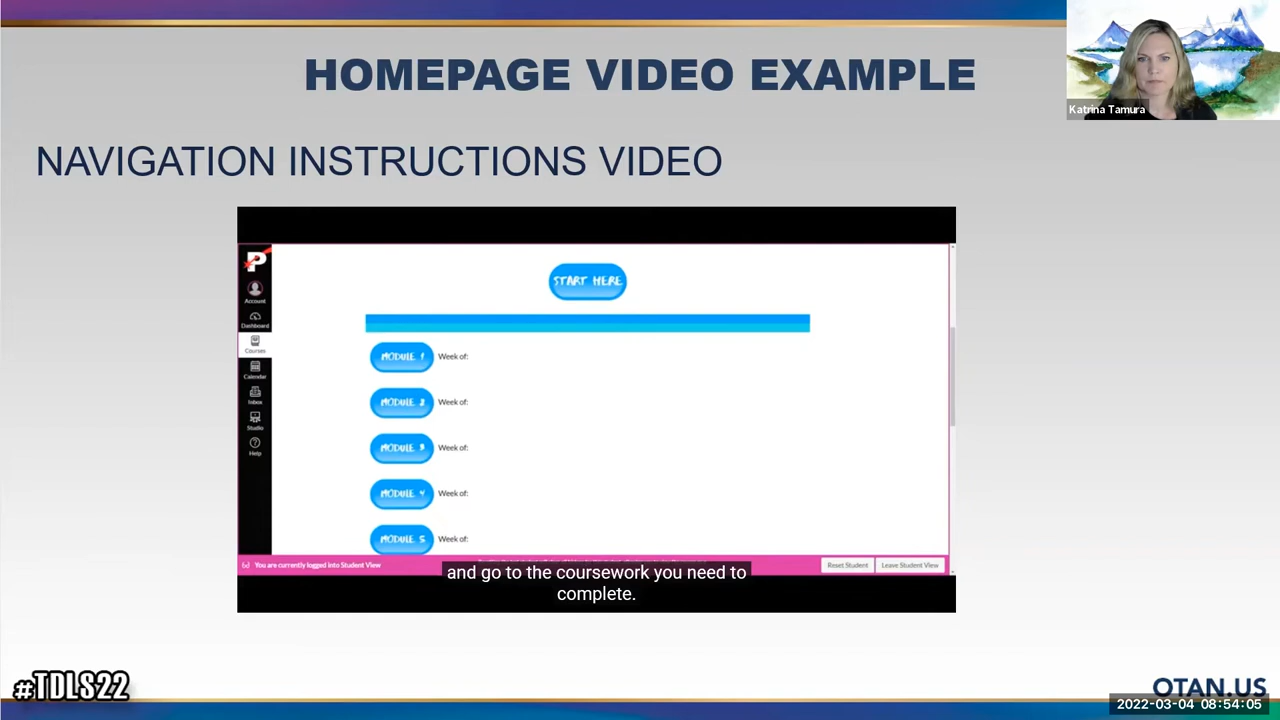 HOMEPAGE VIDEO EXAMPLE
Katrina Tamura
NAVIGATION INSTRUCTIONS VIDEO
P
Account
Dashboard
Courses
Calendar
Inbox
Studio
Help
START HERE
MODULE 1 Week of:
MODULE 2 Week of:
MODULE 3 Week of:
MODULE 4 Week of:
MODULE 5 Week of:
You are currently logged into Student View
Reset Student
Leave Student View
and go to the coursework you need to
complete.
#TDLS22
OTAN.US
2022-03-04 08:54:05